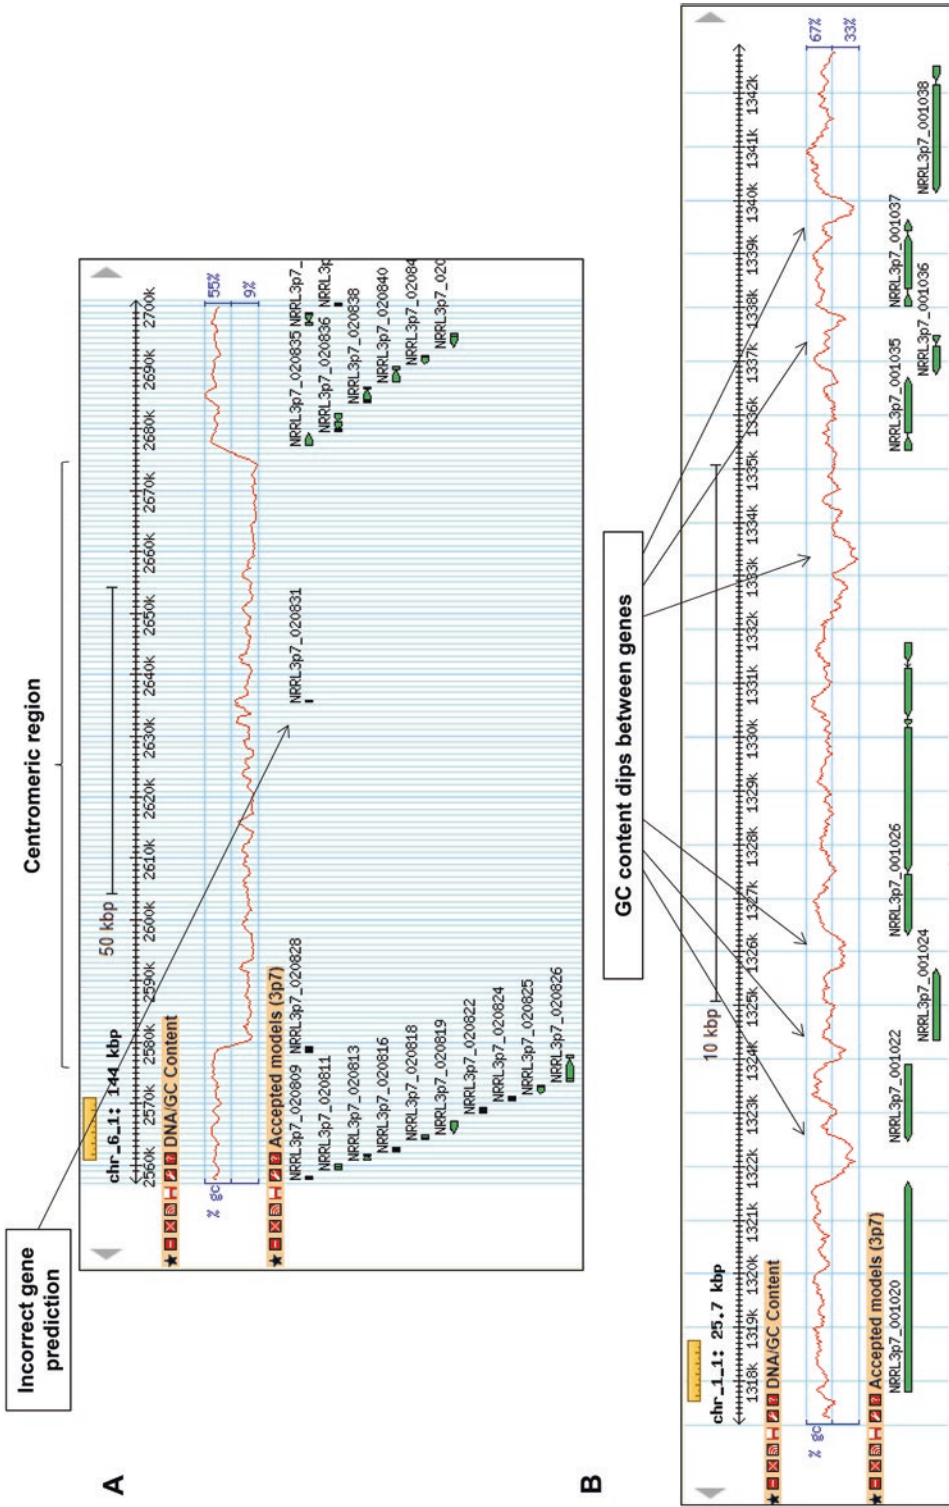 A
Incorrect gene
prediction
Centromeric region
50 kbp
chr_6_1: 144 kbp
2560k 2570k 2580k 2590k 2600k 2610k 2620k 2630k 2640k 2650k 2660k 2670k 2680k 2690k 2700k
DNA/GC Content
% gc
55%
9%
Accepted models (3p7)
NRRL3p7_020809 NRRL3p7_020828 NRRL3p7_020831 NRRL3p7_020835 NRRL3p7_
NRRL3p7_020811 NRRL3p7_020836 NRRL3p
NRRL3p7_020813 NRRL3p7_020838
NRRL3p7_020816 NRRL3p7_020840
NRRL3p7_020818 NRRL3p7_02084
NRRL3p7_020819 NRRL3p7_020
NRRL3p7_020822
NRRL3p7_020824
NRRL3p7_020825
NRRL3p7_020826
B
GC content dips between genes
10 kbp
chr_1_1: 25.7 kbp
1318k 1319k 1320k 1321k 1322k 1323k 1324k 1325k 1326k 1327k 1328k 1329k 1330k 1331k 1332k 1333k 1334k 1335k 1336k 1337k 1338k 1339k 1340k 1341k 1342k
DNA/GC Content
% gc
67%
33%
Accepted models (3p7)
NRRL3p7_001020 NRRL3p7_001022 NRRL3p7_001026 NRRL3p7_001035 NRRL3p7_001037
NRRL3p7_001024 NRRL3p7_001036 NRRL3p7_001038